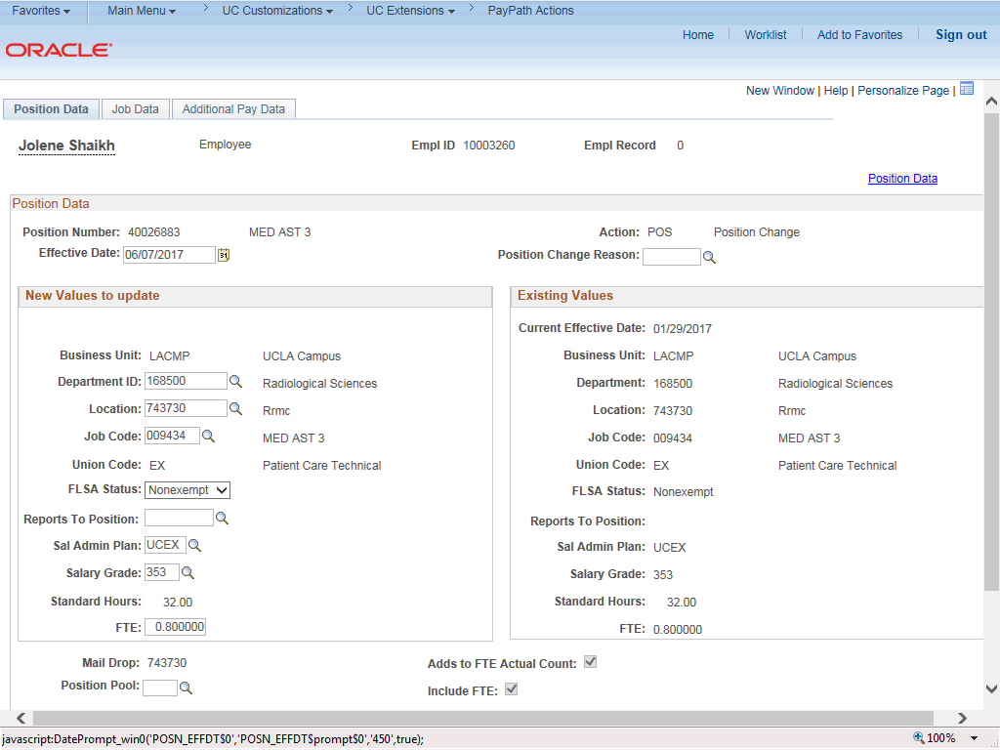 Favorites Main Menu > UC Customizations > UC Extensions > PayPath Actions
Home Worklist Add to Favorites Sign out
ORACLE
New Window | Help | Personalize Page |
Position Data Job Data Additional Pay Data
Jolene Shaikh Employee Empl ID 10003260 Empl Record 0
Position Data
Position Data
Position Number: 40026883 MED AST 3 Action: POS Position Change
Effective Date: 06/07/2017 31 Position Change Reason:
New Values to update Existing Values
Current Effective Date: 01/29/2017
Business Unit: LACMP UCLA Campus Business Unit: LACMP UCLA Campus
Department ID: 168500 Radiological Sciences Department: 168500 Radiological Sciences
Location: 743730 Rrmc Location: 743730 Rrmc
Job Code: 009434 MED AST 3 Job Code: 009434 MED AST 3
Union Code: EX Patient Care Technical Union Code: EX Patient Care Technical
FLSA Status: Nonexempt FLSA Status: Nonexempt
Reports To Position: Reports To Position:
Sal Admin Plan: UCEX Sal Admin Plan: UCEX
Salary Grade: 353 Salary Grade: 353
Standard Hours: 32.00 Standard Hours: 32.00
FTE: 0.800000 FTE: 0.800000
Mail Drop: 743730 Adds to FTE Actual Count:
Position Pool: Include FTE:
javascript:DatePrompt_win0('POSN_EFFDT$0','POSN_EFFDT$prompt$0','450',true); 100%